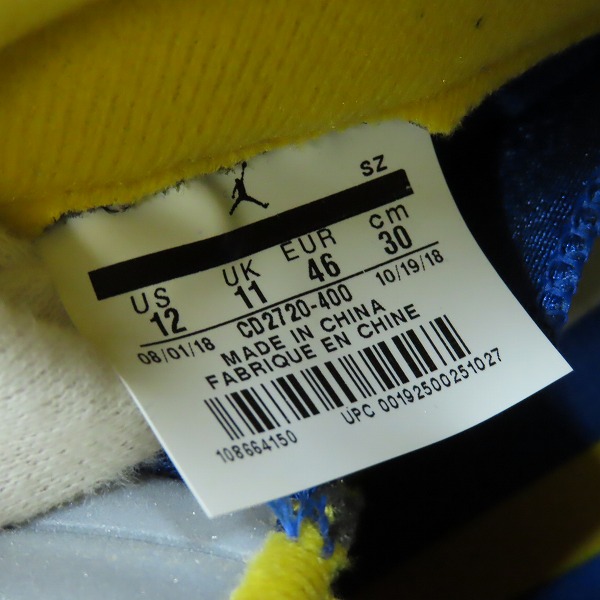 SZ
US UK EUR cm
12 11 46 30
08/01/18 CD2720-400 10/19/18
MADE IN CHINA
FABRIQUE EN CHINE
108664150 UPC 00192500251027